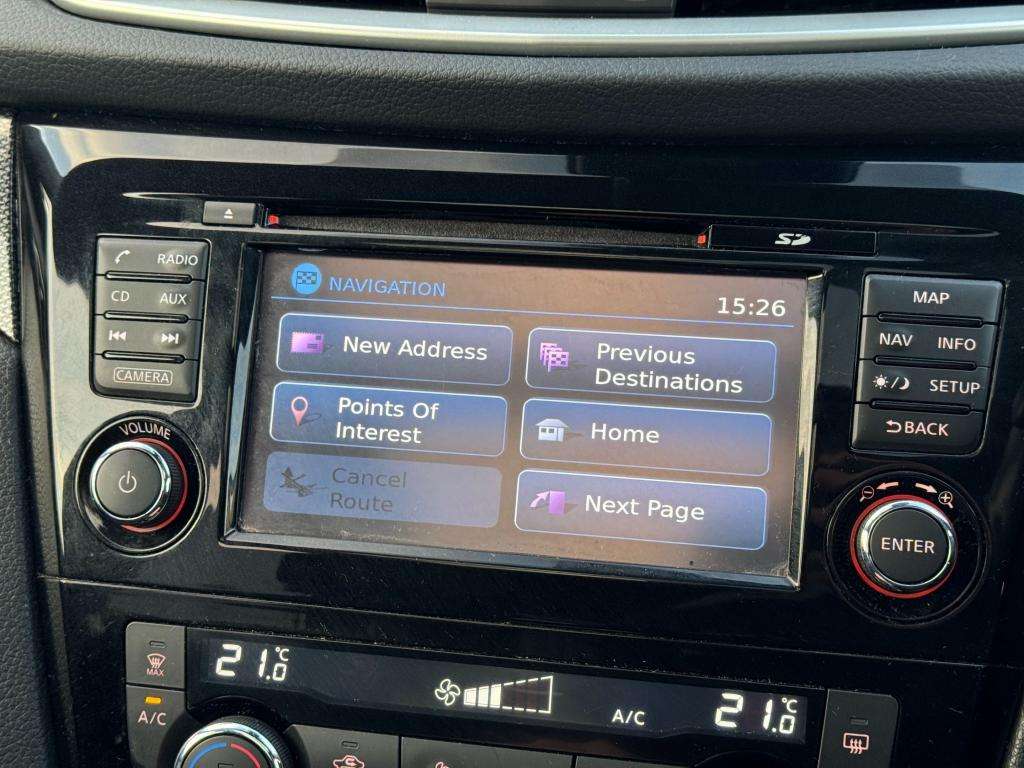 SD
RADIO
CD AUX
CAMERA
VOLUME
NAVIGATION
15:26
New Address
Previous
Destinations
Points Of
Interest
Home
Cancel
Route
Next Page
MAP
NAV INFO
SETUP
BACK
ENTER
MAX
A/C
21.0°C
A/C
21.0°C